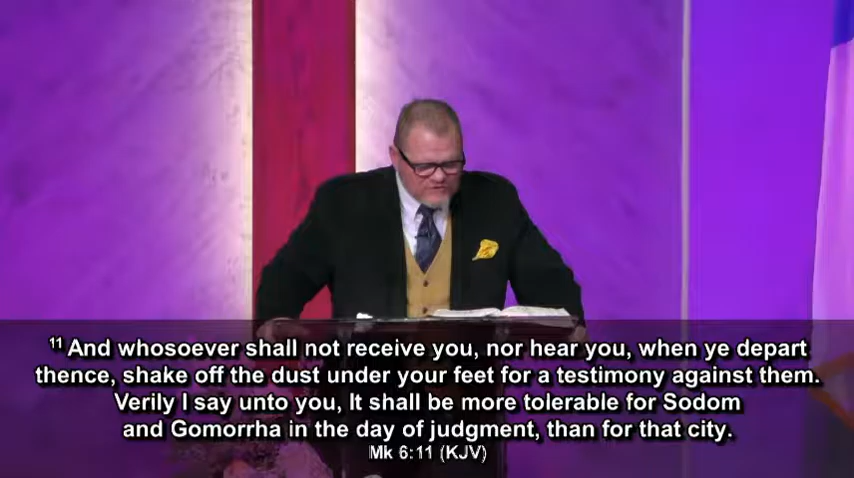 ¹¹ And whosoever shall not receive you, nor hear you, when ye depart
thence, shake off the dust under your feet for a testimony against them.
Verily I say unto you, It shall be more tolerable for Sodom
and Gomorrha in the day of judgment, than for that city.
Mk 6:11 (KJV)